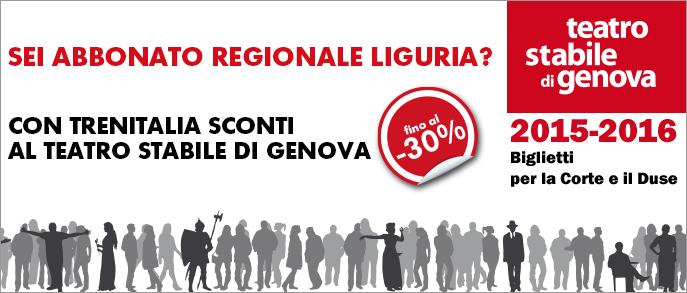 SEI ABBONATO REGIONALE LIGURIA?
CON TRENITALIA SCONTI
AL TEATRO STABILE DI GENOVA
fino al
-30%
teatro
stabile
di genova
2015-2016
Biglietti
per la Corte e il Duse